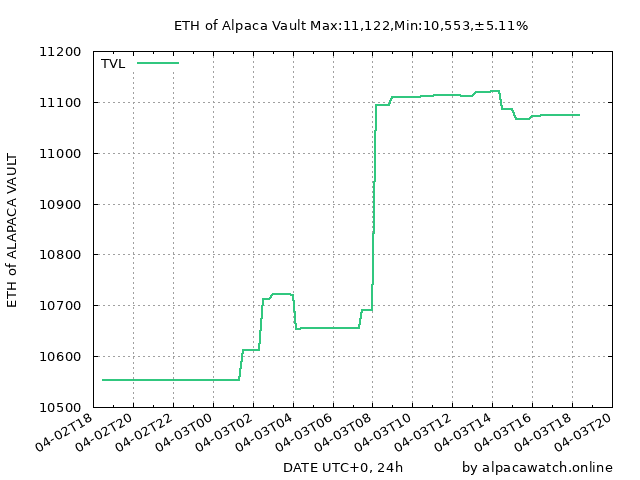 ETH of Alpaca Vault Max:11,122,Min:10,553,±5.11%
TVL
11200
11100
11000
10900
10800
10700
10600
10500
ETH of ALAPACA VAULT
04-02T18
04-02T20
04-02T22
04-03T00
04-03T02
04-03T04
04-03T06
04-03T08
04-03T10
04-03T12
04-03T14
04-03T16
04-03T18
04-03T20
DATE UTC+0, 24h
by alpacawatch.online